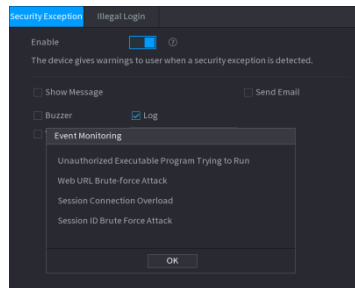 Security Exception Illegal Login
Enable
The device gives warnings to user when a security exception is detected.
Show Message Send Email
Buzzer Log
Event Monitoring
Unauthorized Executable Program Trying to Run
Web URL Brute-force Attack
Session Connection Overload
Session ID Brute Force Attack
OK